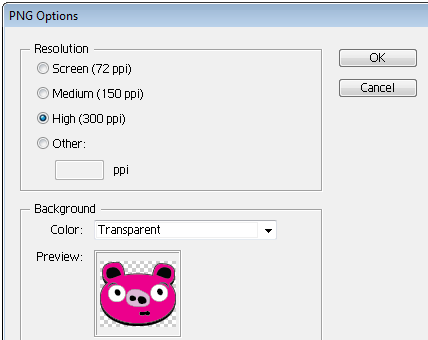 PNG Options
Resolution
Screen (72 ppi)
Medium (150 ppi)
High (300 ppi)
Other:
ppi
OK
Cancel
Background
Color: Transparent
Preview: